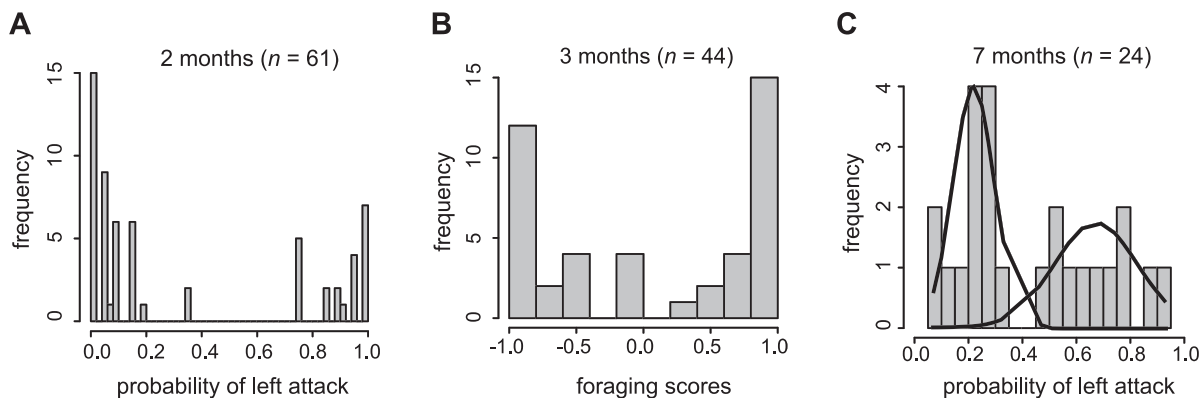 A
2 months (n = 61)
frequency
15
10
5
0
0.0 0.2 0.4 0.6 0.8 1.0
probability of left attack
B
3 months (n = 44)
frequency
15
10
5
0
-1.0 -0.5 0.0 0.5 1.0
foraging scores
C
7 months (n = 24)
frequency
4
3
2
1
0
0.0 0.2 0.4 0.6 0.8 1.0
probability of left attack